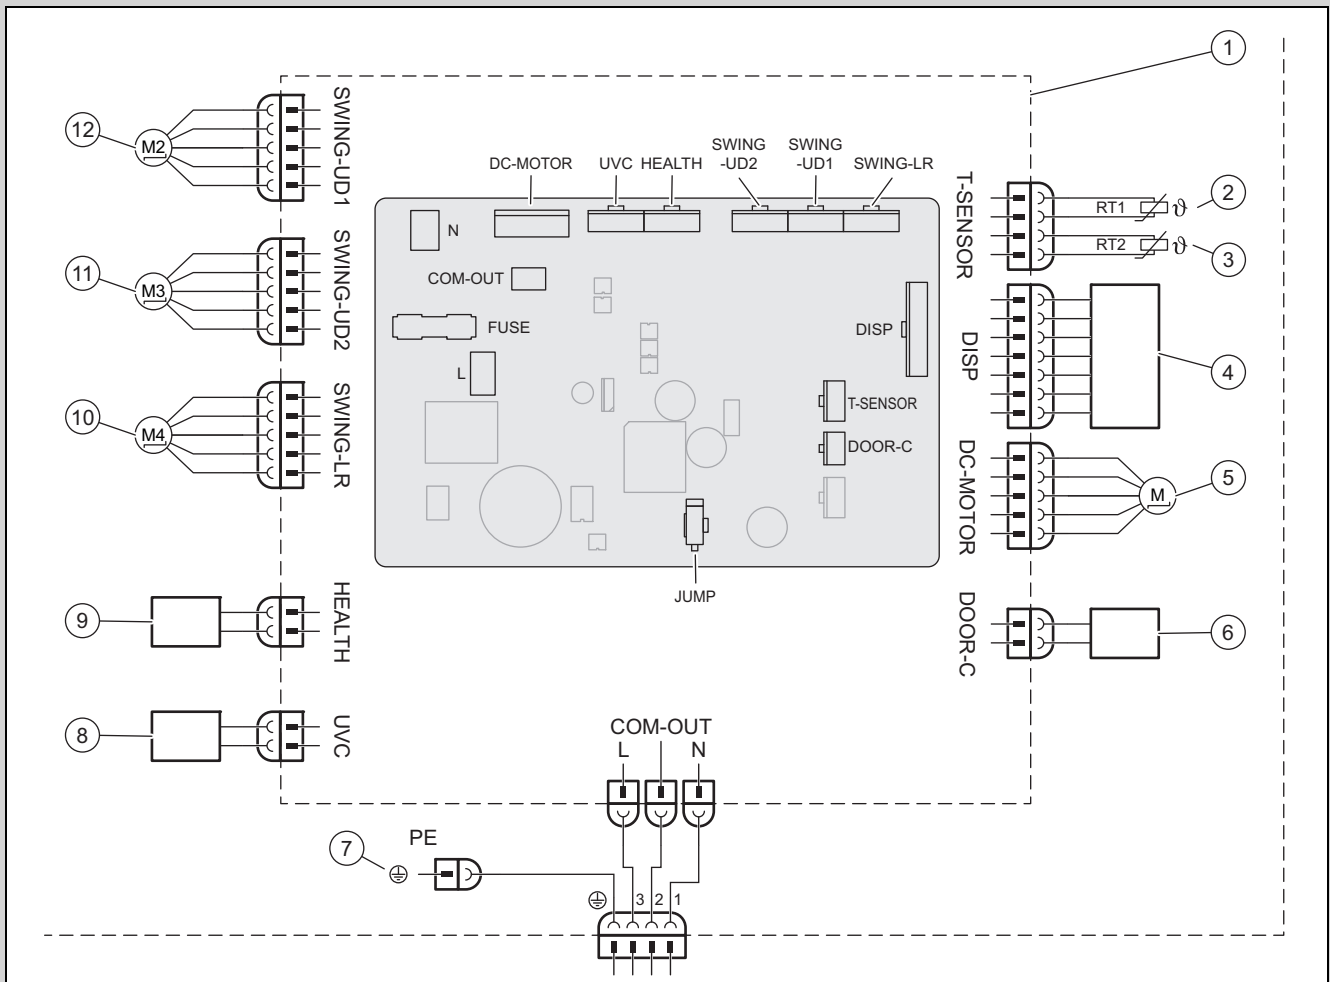 1
12
M2
SWING-UD1
DC-MOTOR
UVC
HEALTH
SWING
-UD2
SWING
-UD1
SWING-LR
T-SENSOR
RT1
ϑ
2
RT2
ϑ
3
N
COM-OUT
FUSE
L
DISP
T-SENSOR
DOOR-C
JUMP
11
M3
SWING-UD2
DISP
4
10
M4
SWING-LR
DC-MOTOR
M
5
9
HEALTH
DOOR-C
6
8
UVC
COM-OUT
L
N
7
PE
3
2
1